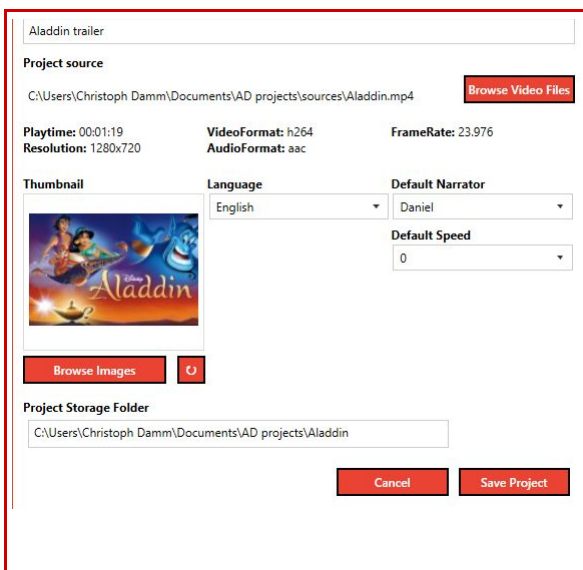 Aladdin trailer
Project source
C:\Users\Christoph Damm\Documents\AD projects\sources\Aladdin.mp4
Browse Video Files
Playtime: 00:01:19 VideoFormat: h264 FrameRate: 23.976
Resolution: 1280x720 AudioFormat: aac
Thumbnail Language Default Narrator
English Daniel
Default Speed
0
Disney
Aladdin
Browse Images
Project Storage Folder
C:\Users\Christoph Damm\Documents\AD projects\Aladdin
Cancel Save Project